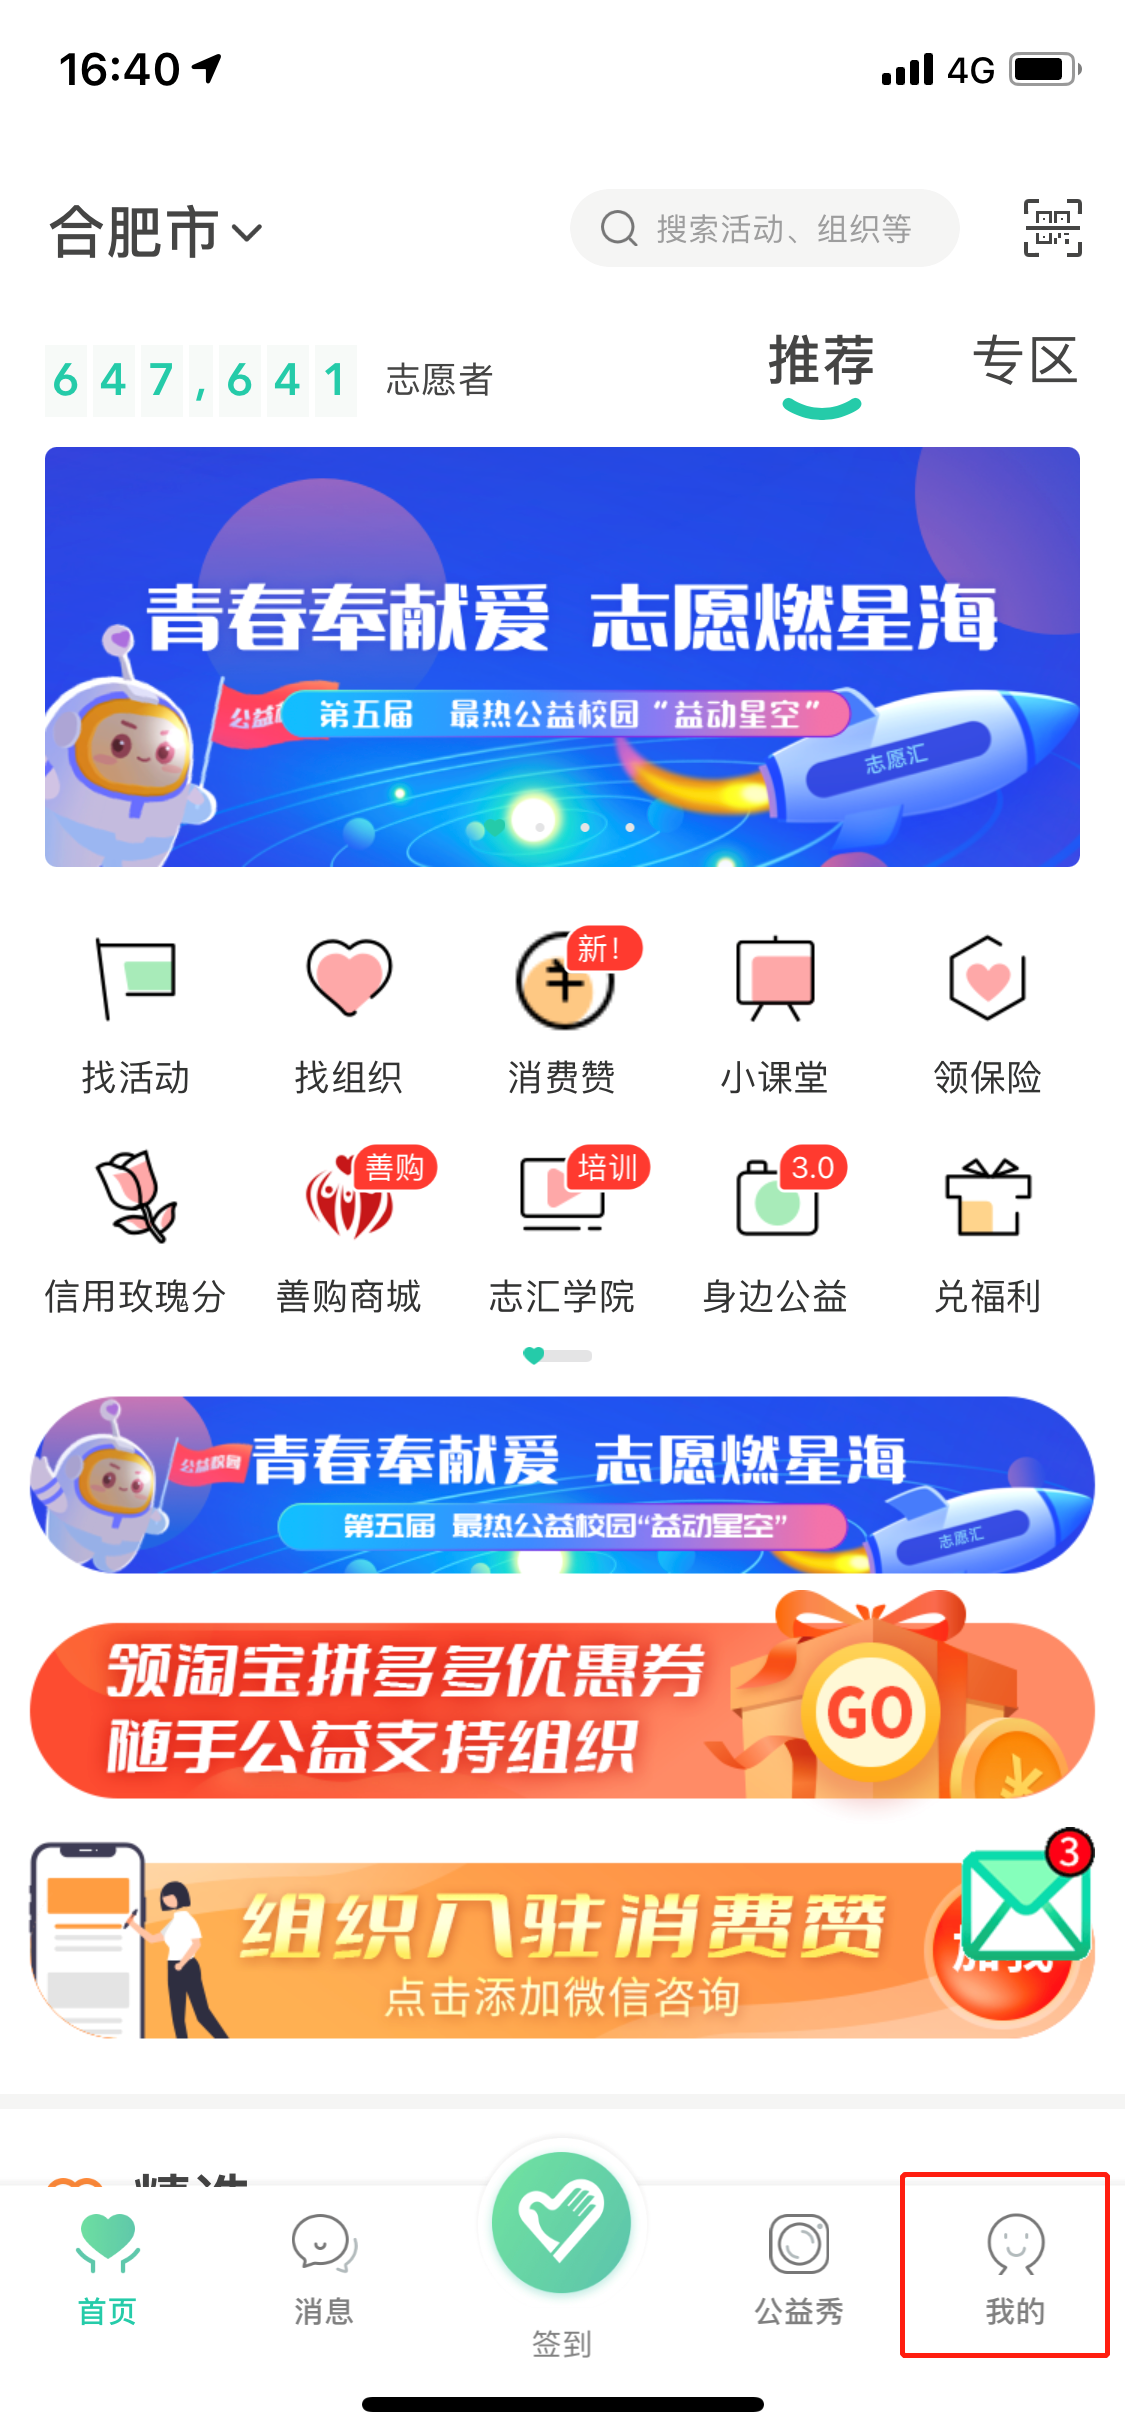 16:40
4G
合肥市
搜索活动、组织等
647,641 志愿者
推荐
专区
青春奉献爱 志愿燃星海
公益
第五届 最热公益校园“益动星空”
志愿汇
新!
找活动
找组织
消费赞
小课堂
领保险
善购
培训
3.0
信用玫瑰分
善购商城
志汇学院
身边公益
兑福利
青春奉献爱 志愿燃星海
公益校园
第五届 最热公益校园“益动星空”
志愿汇
领淘宝拼多多优惠券
随手公益支持组织
GO
¥
3
组织入驻消费赞
点击添加微信咨询
首页
消息
签到
公益秀
我的